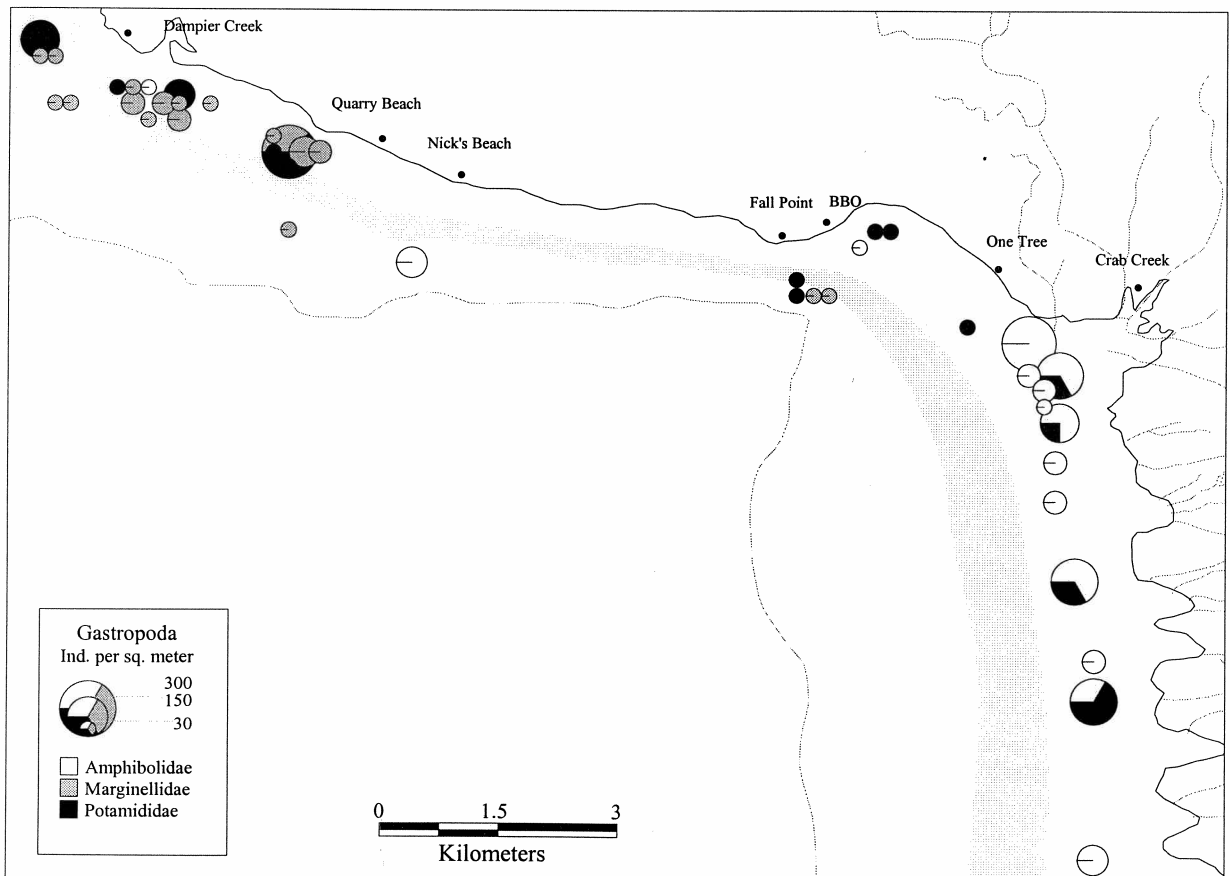 Dampier Creek
Quarry Beach
Nick's Beach
Fall Point
BBO
One Tree
Crab Creek
Gastropoda
Ind. per sq. meter
300
150
30
Amphibolidae
Marginellidae
Potamididae
0 1.5 3
Kilometers